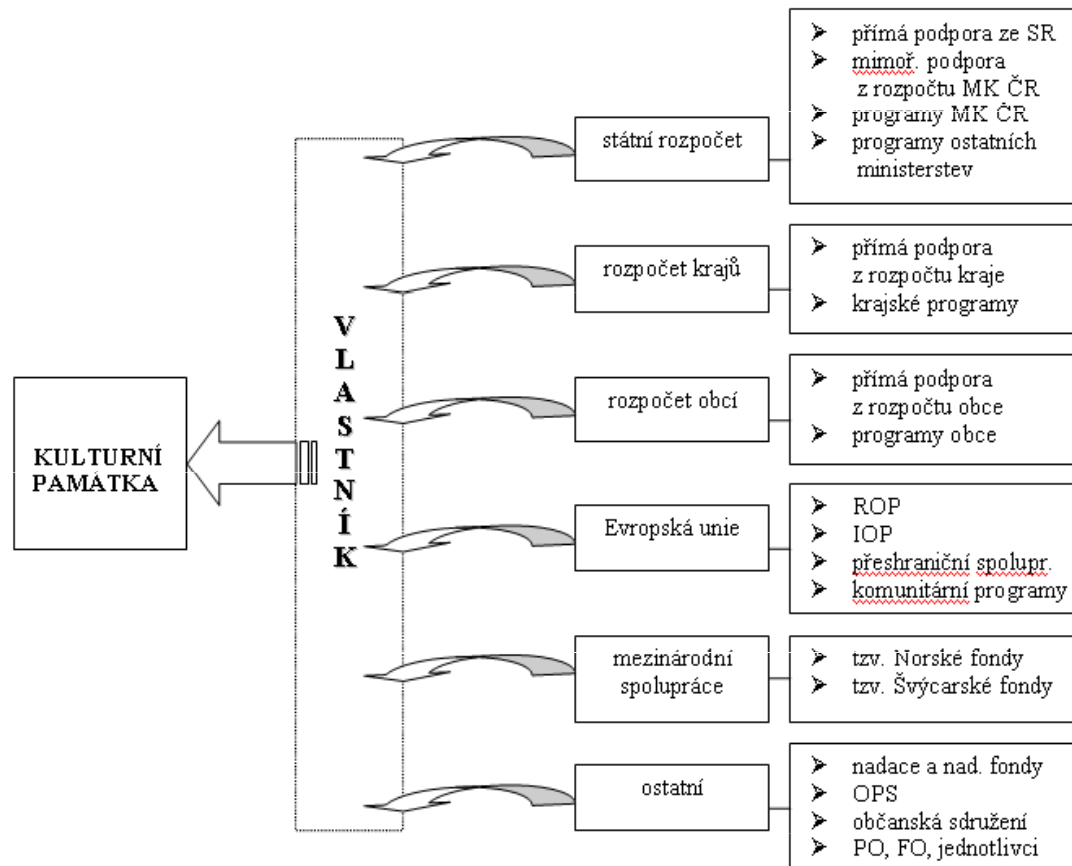 KULTURNÍ
PAMÁTKA
VLASTNÍK
státní rozpočet
➢ přímá podpora ze SR
➢ mimoř. podpora
z rozpočtu MK ČR
➢ programy MK ČR
➢ programy ostatních
ministerstev
rozpočet krajů
➢ přímá podpora
z rozpočtu kraje
➢ krajské programy
rozpočet obcí
➢ přímá podpora
z rozpočtu obce
➢ programy obce
Evropská unie
➢ ROP
➢ IOP
➢ přeshraniční spolupr.
➢ komunitární programy
mezinárodní
spolupráce
➢ tzv. Norské fondy
➢ tzv. Švýcarské fondy
ostatní
➢ nadace a nad. fondy
➢ OPS
➢ občanská sdružení
➢ PO, FO, jednotlivci